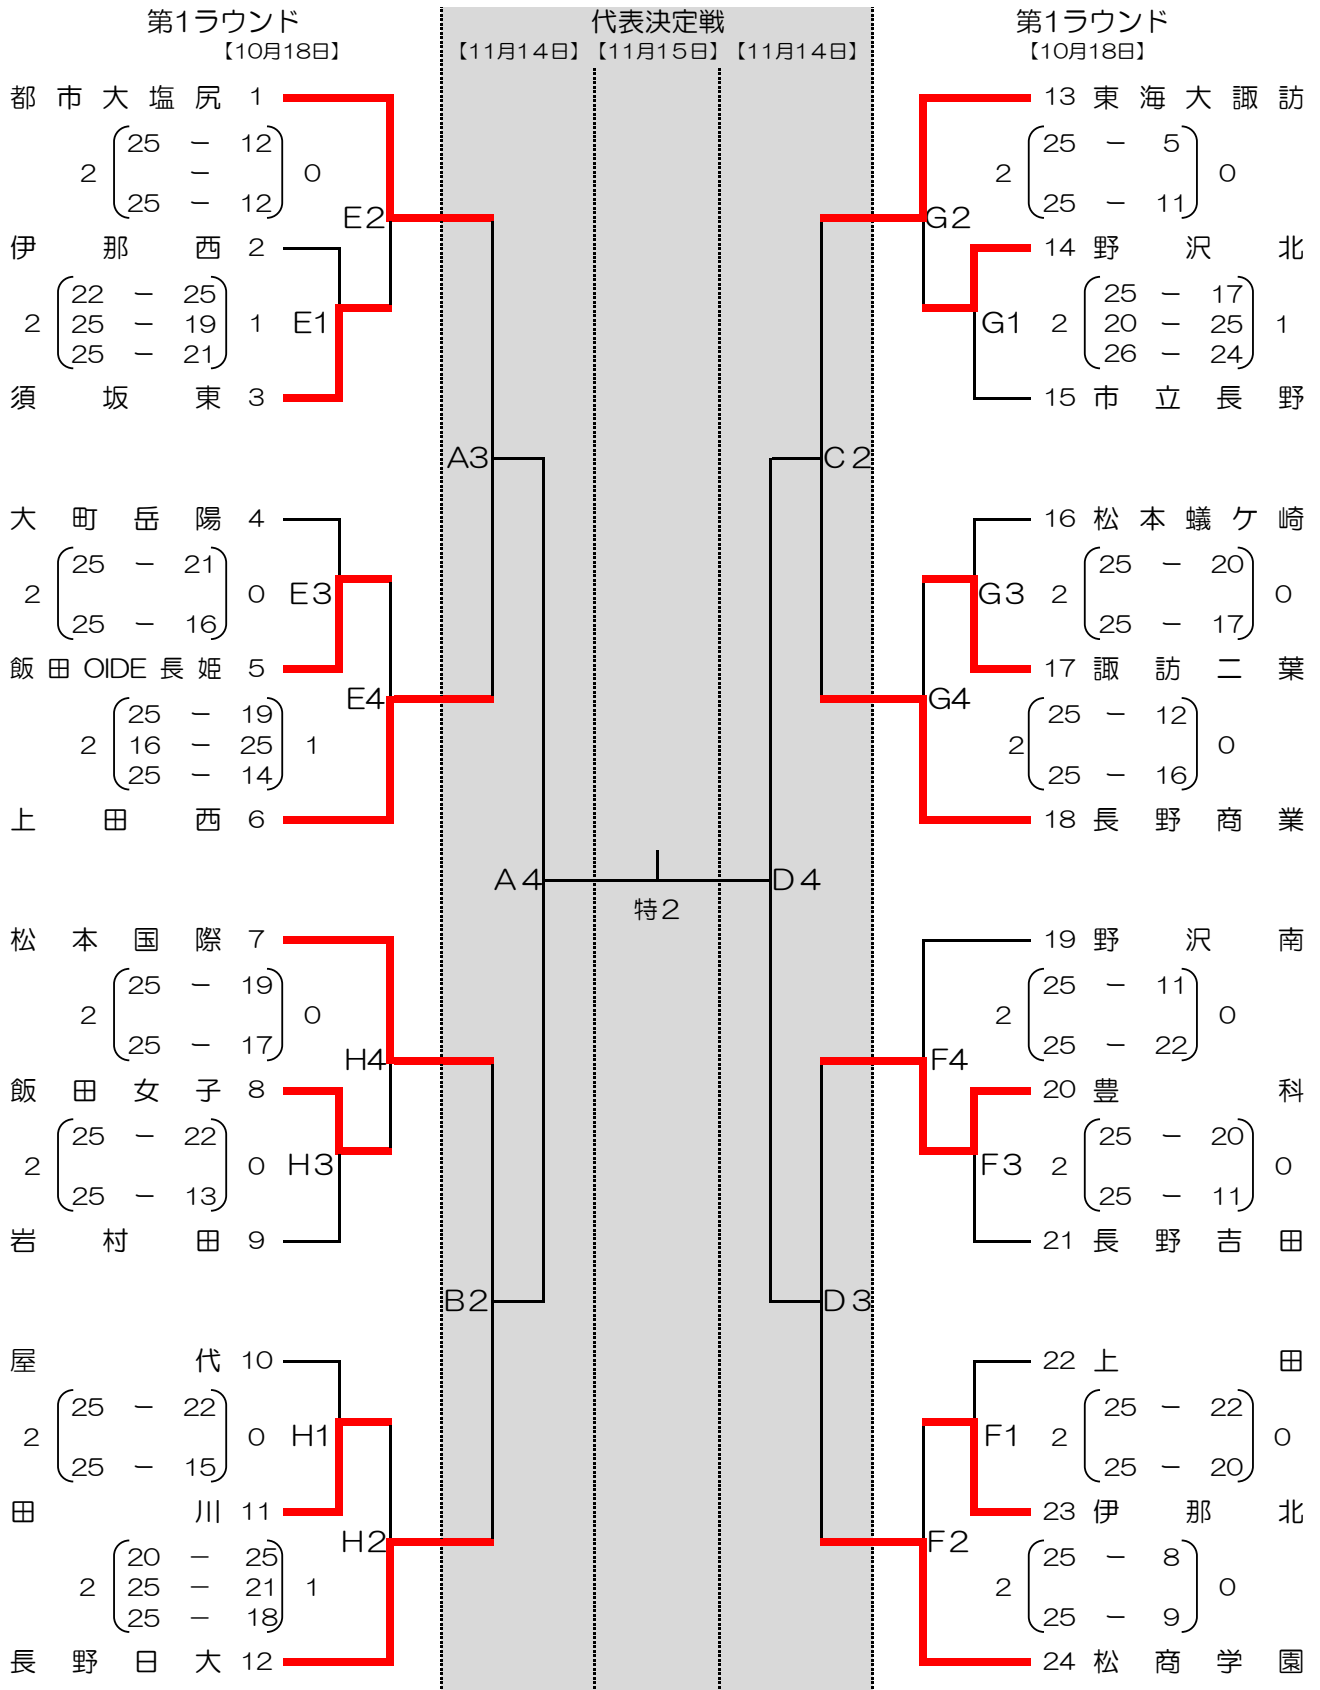 第1ラウンド 代表決定戦 第1ラウンド
【10月18日】 【11月14日】 【11月15日】 【11月14日】 【10月18日】
都市大塩尻 1
25 − 12
2 − 0
25 − 12
E2
伊那西 2
22 − 25
2 25 − 19 1 E1
25 − 21
須坂東 3
A3
大町岳陽 4
25 − 21
2 0 E3
25 − 16
飯田OIDE長姫 5
E4
25 − 19
2 16 − 25 1
25 − 14
上田西 6
A4
松本国際 7
25 − 19
2 0
25 − 17
H4
飯田女子 8
25 − 22
2 0 H3
25 − 13
岩村田 9
B2
屋代 10
25 − 22
2 0 H1
25 − 15
田川 11
H2
20 − 25
2 25 − 21 1
25 − 18
長野日大 12
特2
13 東海大諏訪
25 − 5
2 0
25 − 11
G2
14 野沢北
25 − 17
G1 2 20 − 25 1
26 − 24
15 市立長野
C2
16 松本蟻ケ崎
25 − 20
G3 2 0
25 − 17
17 諏訪二葉
G4
25 − 12
2 0
25 − 16
18 長野商業
D4
19 野沢南
25 − 11
2 0
25 − 22
F4
20 豊科
25 − 20
F3 2 0
25 − 11
21 長野吉田
D3
22 上田
25 − 22
F1 2 0
25 − 20
23 伊那北
F2
25 − 8
2 0
25 − 9
24 松商学園